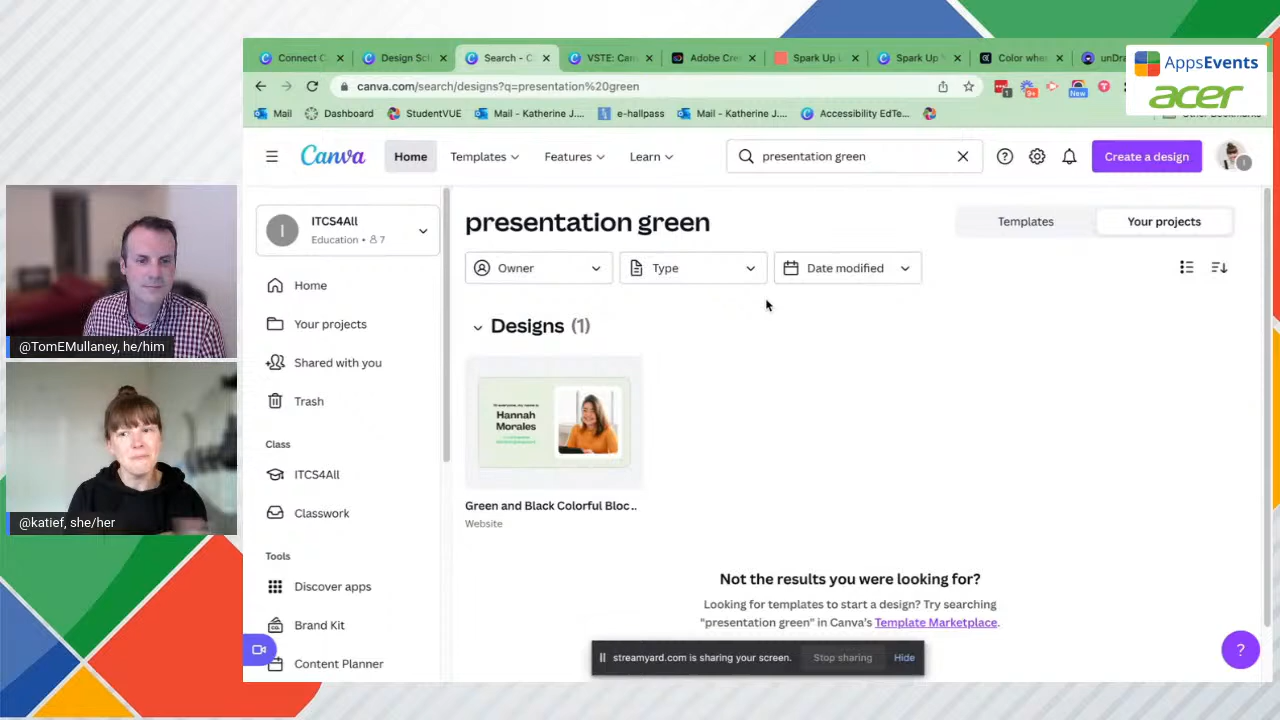 AppsEvents
acer
Connect C
Design Scl
Search - C
VSTE: Can
Adobe Cre
Spark Up L
Spark Up
Color whe
unDra
canva.com/search/designs?q=presentation%20green
New
Mail
Dashboard
StudentVUE
Mail - Katherine J....
e-hallpass
Mail - Katherine J....
Accessibility EdTe...
Other Bookmarks
Canva
Home
Templates
Features
Learn
presentation green
Create a design
ITCS4All
Education • 7
Home
Your projects
Shared with you
Trash
Class
ITCS4All
Classwork
Tools
Discover apps
Brand Kit
Content Planner
presentation green
Templates
Your projects
Owner
Type
Date modified
Designs (1)
Hannah
Morales
Green and Black Colorful Bloc...
Website
Not the results you were looking for?
Looking for templates to start a design? Try searching
"presentation green" in Canva's Template Marketplace.
streamyard.com is sharing your screen.
Stop sharing
Hide
@TomEMullaney, he/him
@katief, she/her